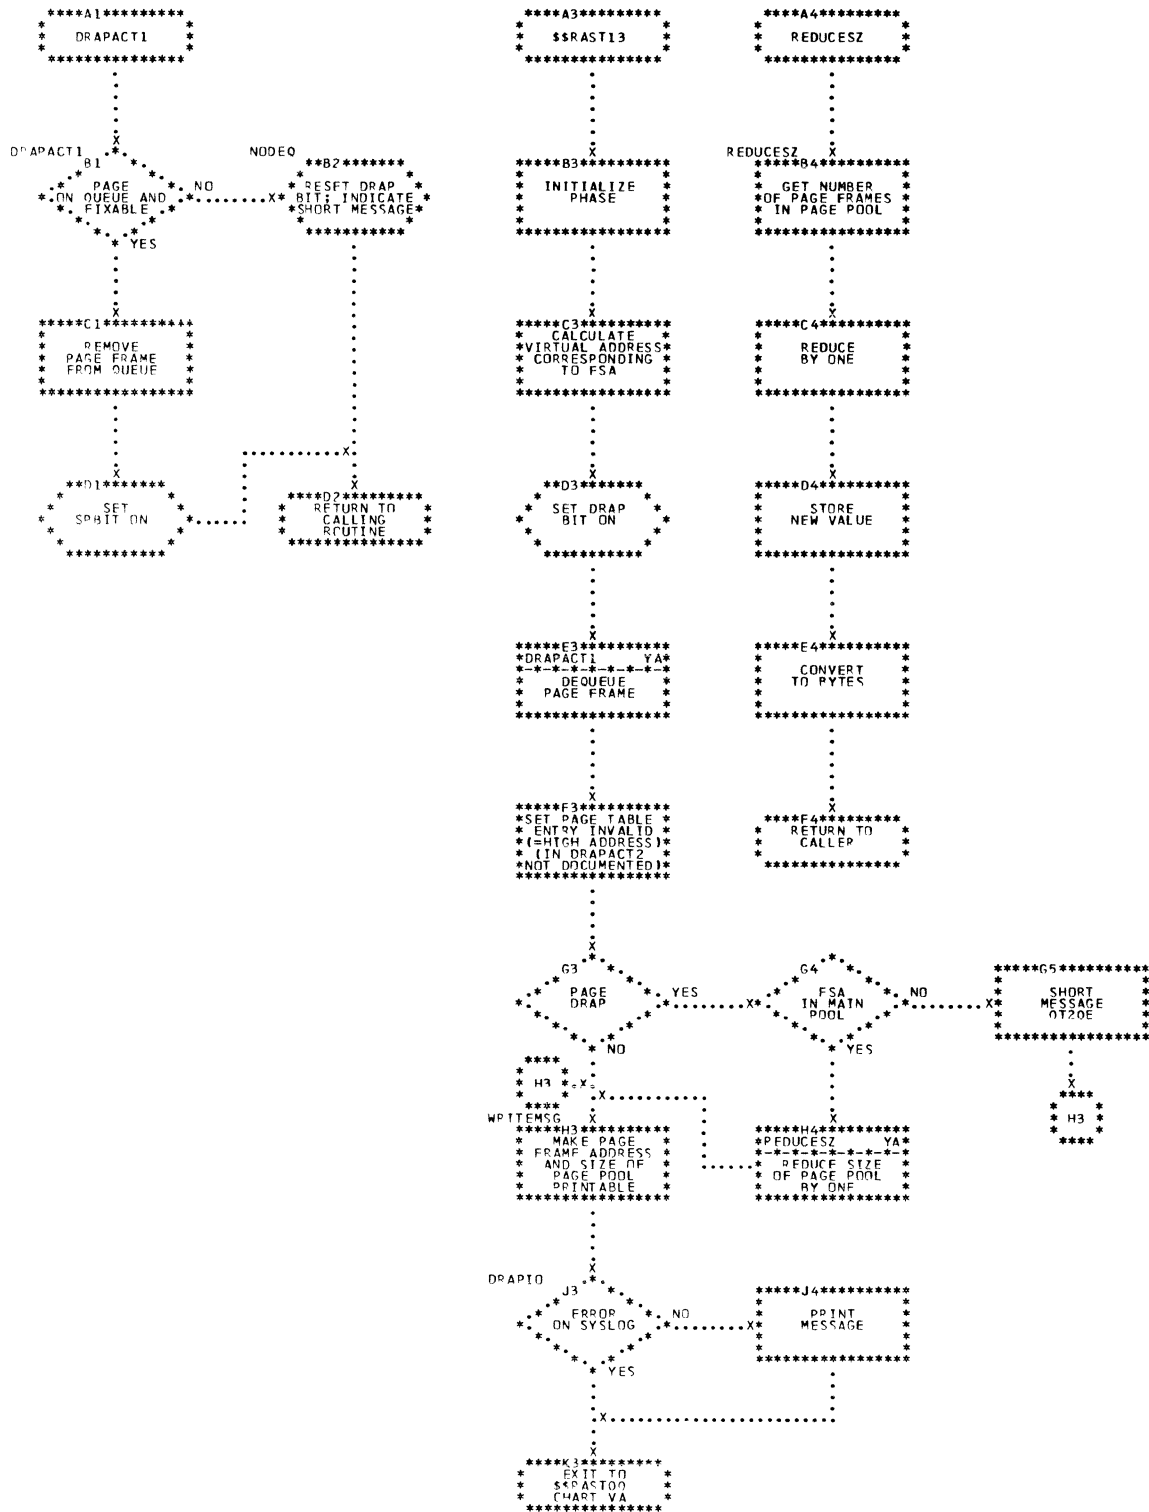 A1
DRAPACT1
DRAPACT1
B1
PAGE
ON QUEUE AND
FIXABLE
NO
YES
NODEQ
B2
RESET DRAP
BIT; INDICATE
SHORT MESSAGE
C1
REMOVE
PAGE FRAME
FROM QUEUE
D1
SET
SPBIT ON
D2
RETURN TO
CALLING
ROUTINE
A3
$$RAST13
B3
INITIALIZE
PHASE
C3
CALCULATE
VIRTUAL ADDRESS
CORRESPONDING
TO FSA
D3
SET DRAP
BIT ON
E3
DRAPACT1 YA
DEQUEUE
PAGE FRAME
F3
SET PAGE TABLE
ENTRY INVALID
(=HIGH ADDRESS)
(IN DRAPACT2
NOT DOCUMENTED)
G3
PAGE
DRAP
YES
NO
H3
WRITEMSG
H3
MAKE PAGE
FRAME ADDRESS
AND SIZE OF
PAGE POOL
PRINTABLE
DRAPIO
J3
ERROR
ON SYSLOG
NO
YES
K3
EXIT TO
$$RAST00
CHART VA
A4
REDUCESZ
REDUCESZ
B4
GET NUMBER
OF PAGE FRAMES
IN PAGE POOL
C4
REDUCE
BY ONE
D4
STORE
NEW VALUE
E4
CONVERT
TO BYTES
F4
RETURN TO
CALLER
G4
FSA
IN MAIN
POOL
NO
YES
H4
REDUCESZ YA
REDUCE SIZE
OF PAGE POOL
BY ONE
J4
PRINT
MESSAGE
G5
SHORT
MESSAGE
0T20E
H3